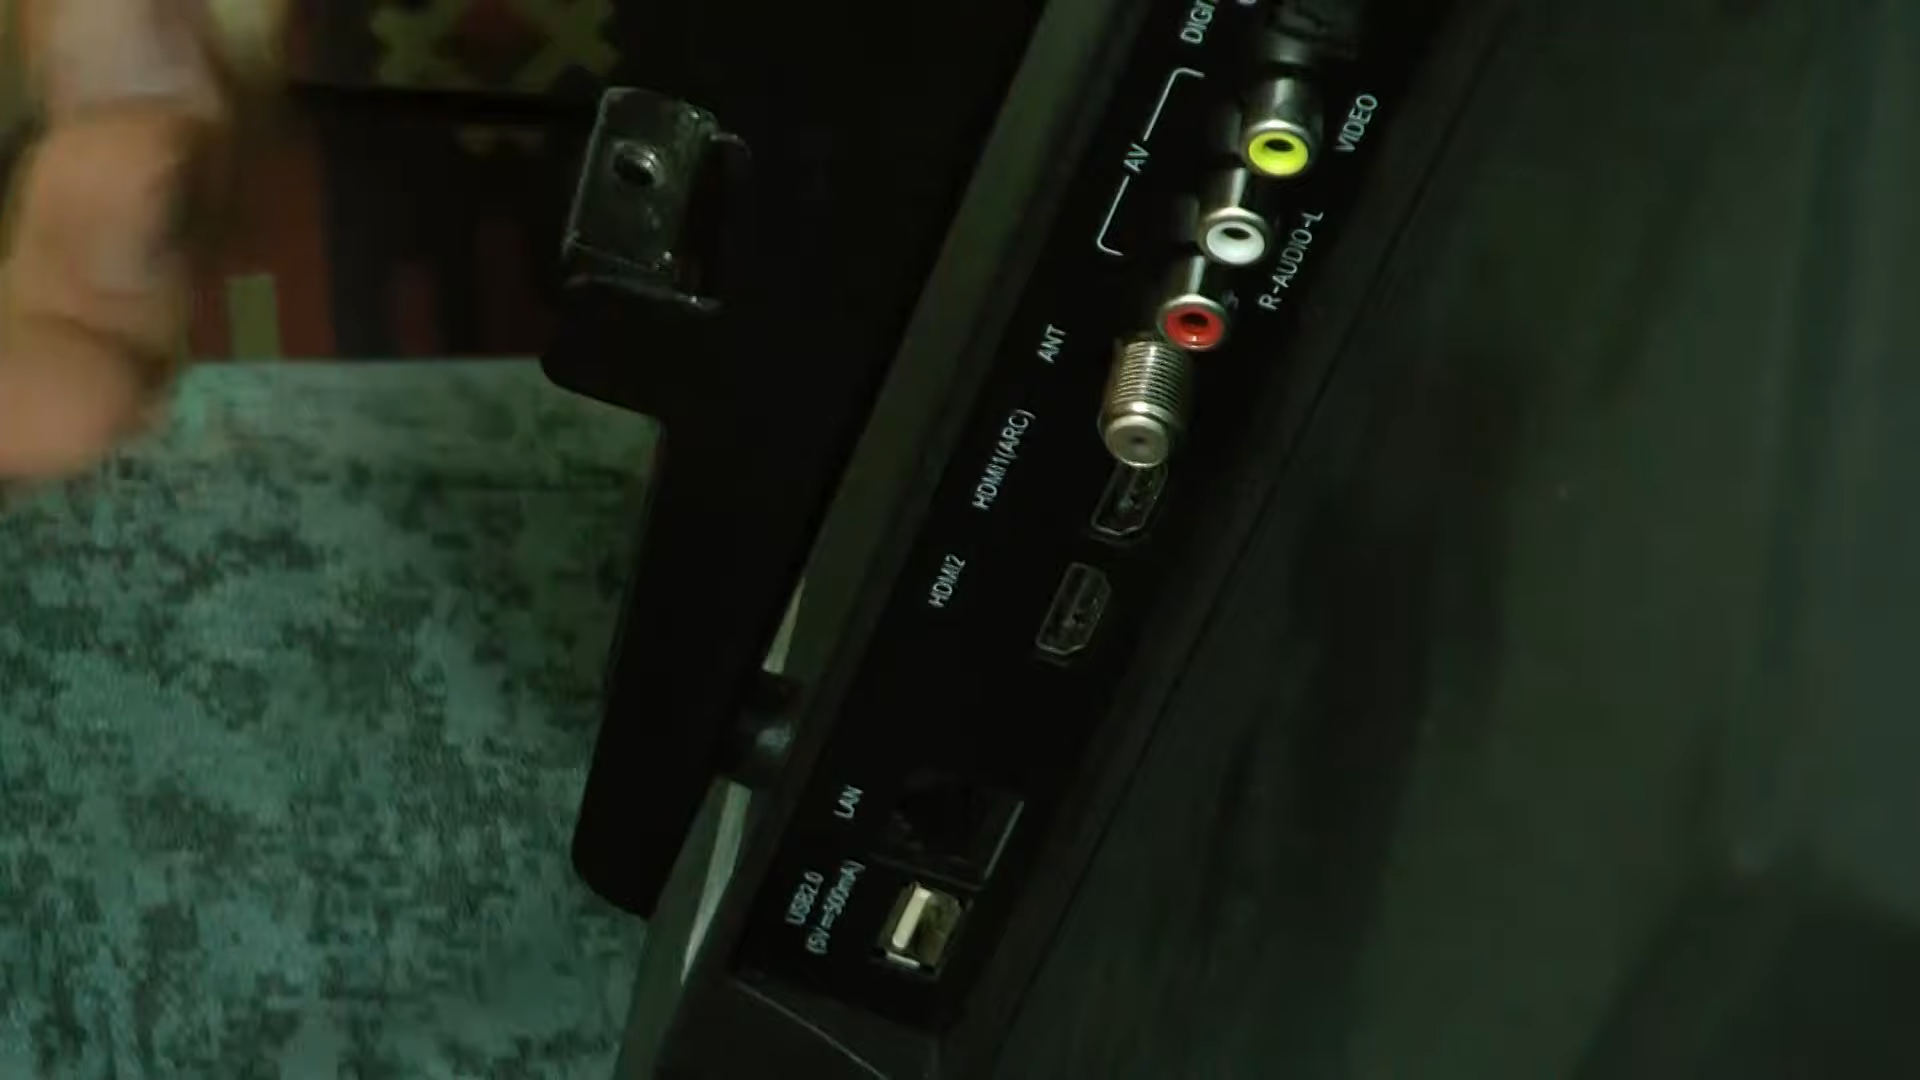 DIGI
AV
VIDEO
R-AUDIO-L
ANT
HDMI1(ARC)
HDMI2
LAN
USB2.0
(5V⎓500mA)